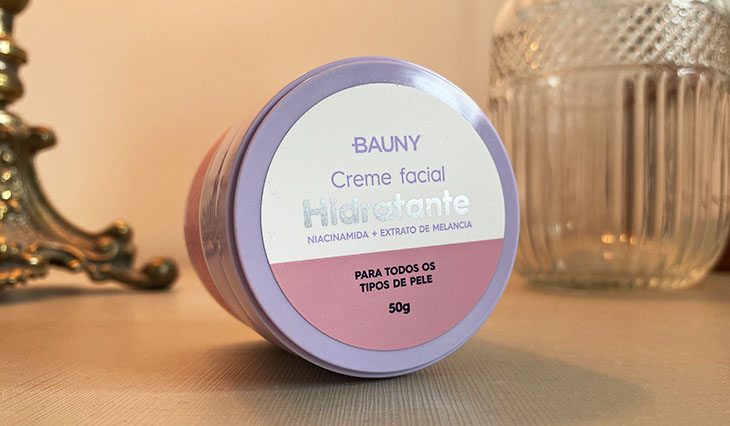 BAUNY
Creme facial
Hidratante
NIACINAMIDA + EXTRATO DE MELANCIA
PARA TODOS OS
TIPOS DE PELE
50g